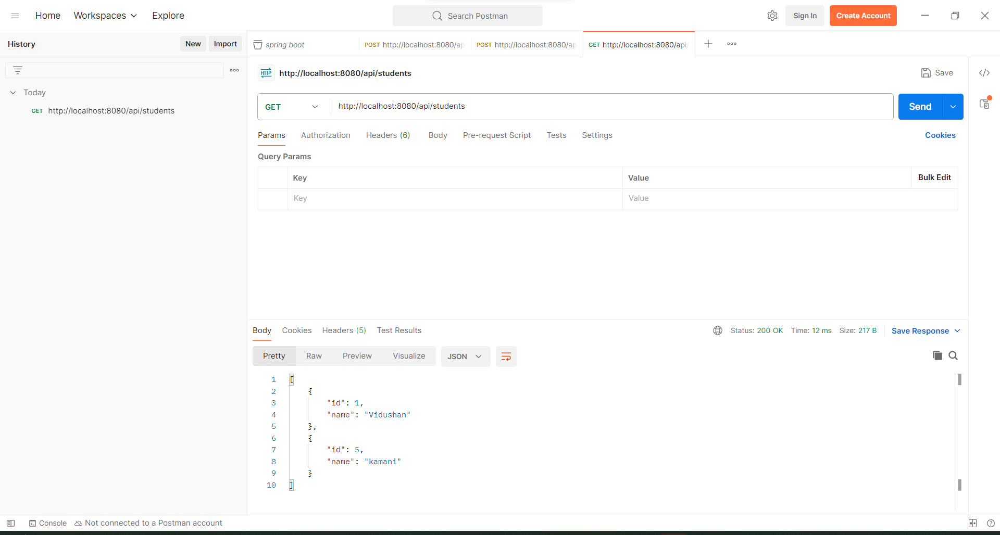 Home Workspaces Explore Search Postman Sign In Create Account
History New Import
spring boot POST http://localhost:8080/ap POST http://localhost:8080/ap GET http://localhost:8080/api/
HTTP http://localhost:8080/api/students Save
Today
GET http://localhost:8080/api/students
GET http://localhost:8080/api/students Send
Params Authorization Headers (6) Body Pre-request Script Tests Settings Cookies
Query Params
Key Value Bulk Edit
Key Value
Body Cookies Headers (5) Test Results Status: 200 OK Time: 12 ms Size: 217 B Save Response
Pretty Raw Preview Visualize JSON
1 [
2 {
3 "id": 1,
4 "name": "Vidushan"
5 },
6 {
7 "id": 5,
8 "name": "kamani"
9 }
10 ]
Console Not connected to a Postman account